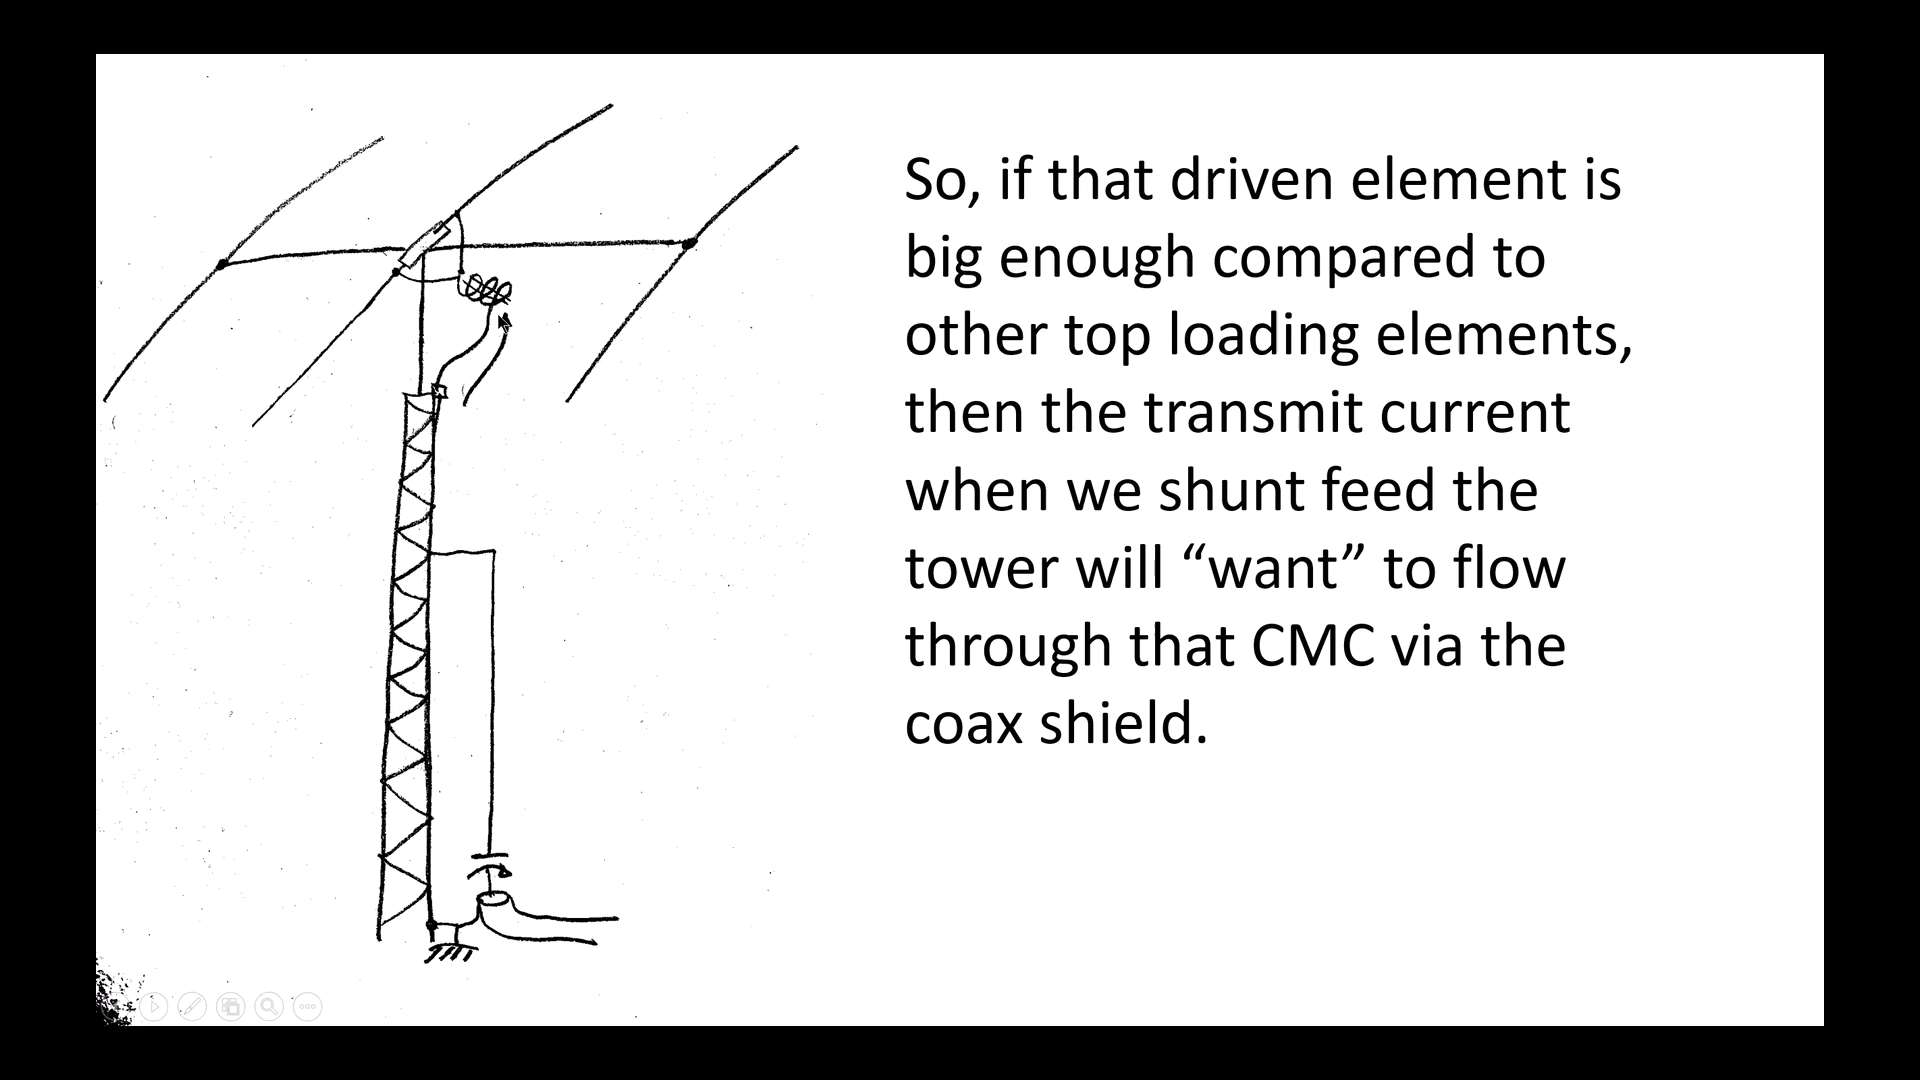 So, if that driven element is
big enough compared to
other top loading elements,
then the transmit current
when we shunt feed the
tower will “want” to flow
through that CMC via the
coax shield.